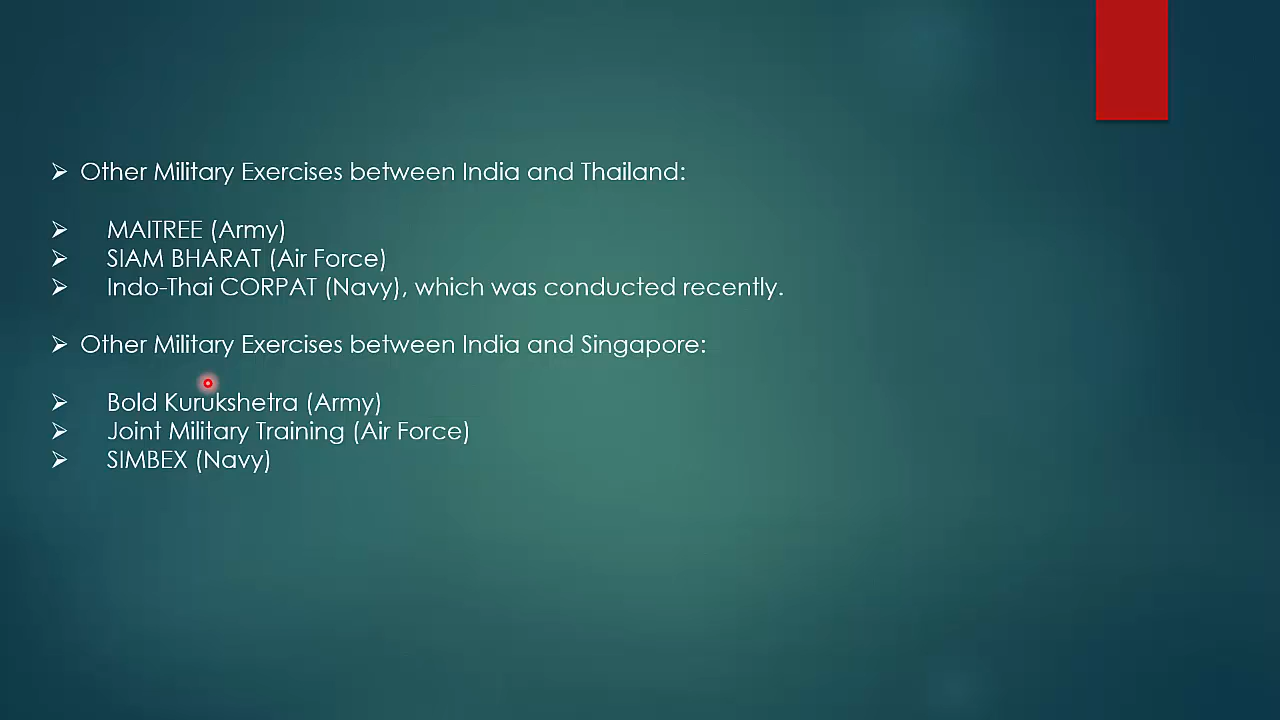 Other Military Exercises between India and Thailand:
MAITREE (Army)
SIAM BHARAT (Air Force)
Indo-Thai CORPAT (Navy), which was conducted recently.
Other Military Exercises between India and Singapore:
Bold Kurukshetra (Army)
Joint Military Training (Air Force)
SIMBEX (Navy)